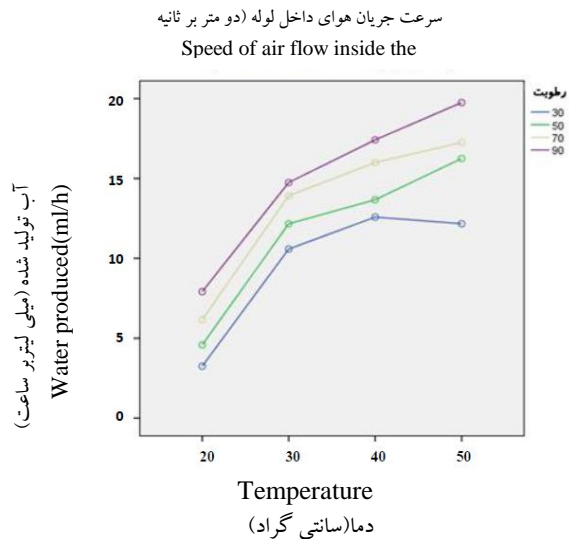 سرعت جریان هوای داخل لوله (دو متر بر ثانیه
Speed of air flow inside the
رطوبت
30
50
70
90
20
15
10
5
0
آب تولید شده (میلی لیتربر ساعت)
Water produced(ml/h)
20 30 40 50
Temperature
دما(سانتی گراد)